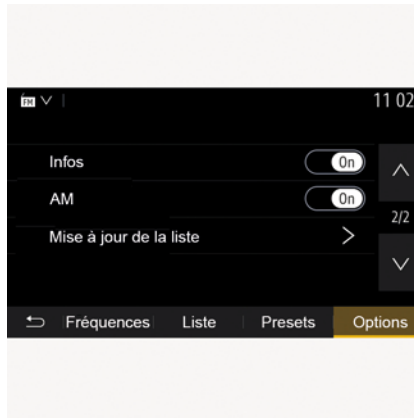 FM 11 02
Infos On
AM On
2/2
Mise à jour de la liste
Fréquences Liste Presets Options